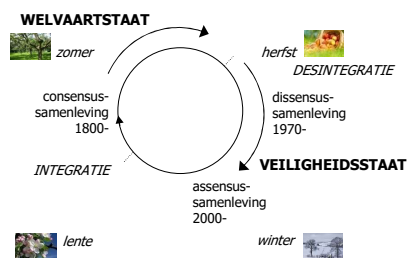 WELVAARTSTAAT
zomer
herfst
DESINTEGRATIE
consensus-
samenleving
1800-
dissensus-
samenleving
1970-
INTEGRATIE
VEILIGHEIDSSTAAT
assensus-
samenleving
2000-
lente
winter